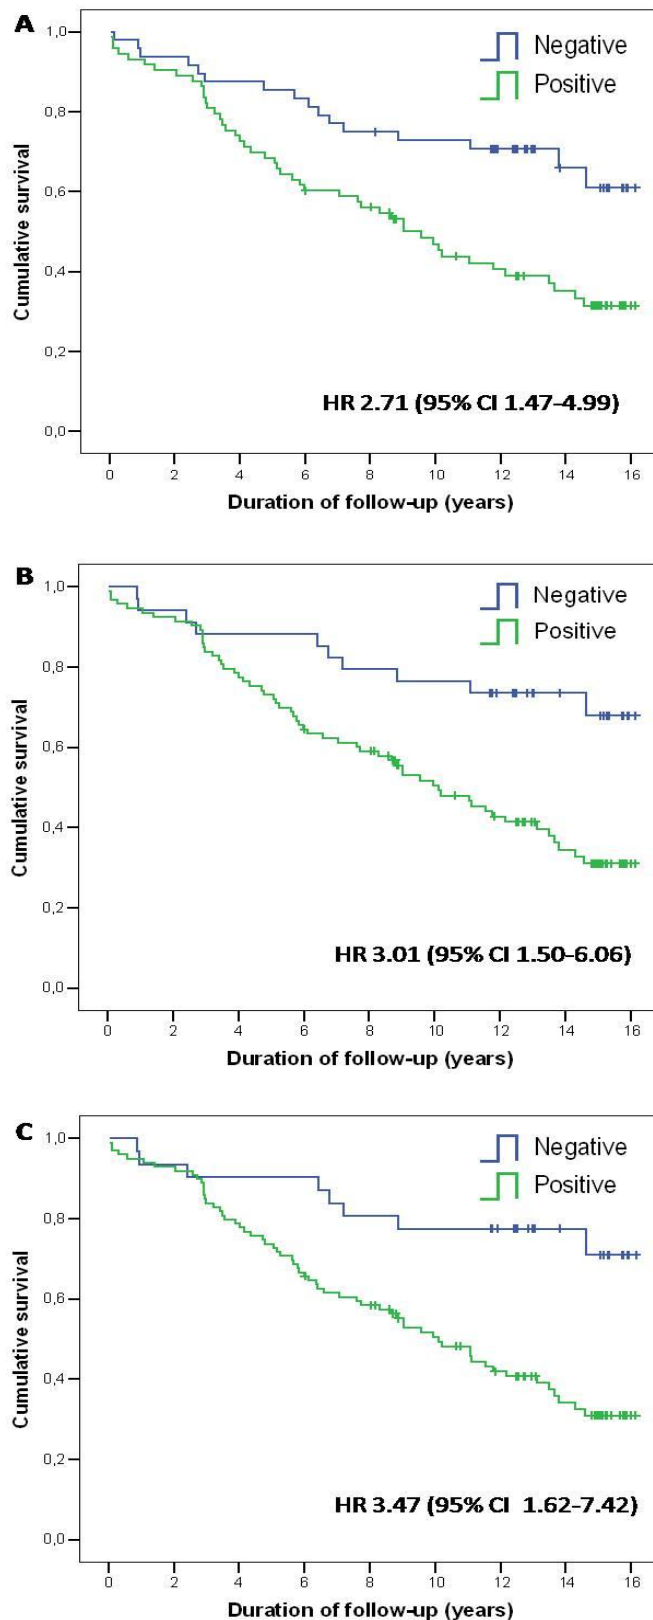 A
Negative
Positive
Cumulative survival
1,0
0,8
0,6
0,4
0,2
0,0
HR 2.71 (95% CI 1.47-4.99)
0 2 4 6 8 10 12 14 16
Duration of follow-up (years)
B
Negative
Positive
Cumulative survival
1,0
0,8
0,6
0,4
0,2
0,0
HR 3.01 (95% CI 1.50-6.06)
0 2 4 6 8 10 12 14 16
Duration of follow-up (years)
C
Negative
Positive
Cumulative survival
1,0
0,8
0,6
0,4
0,2
0,0
HR 3.47 (95% CI 1.62-7.42)
0 2 4 6 8 10 12 14 16
Duration of follow-up (years)